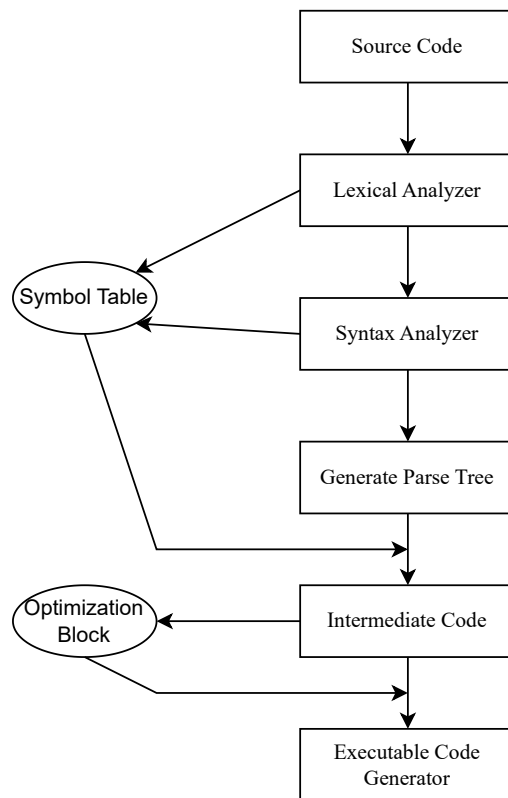 Source Code
Lexical Analyzer
Symbol Table
Syntax Analyzer
Generate Parse Tree
Optimization
Block
Intermediate Code
Executable Code
Generator